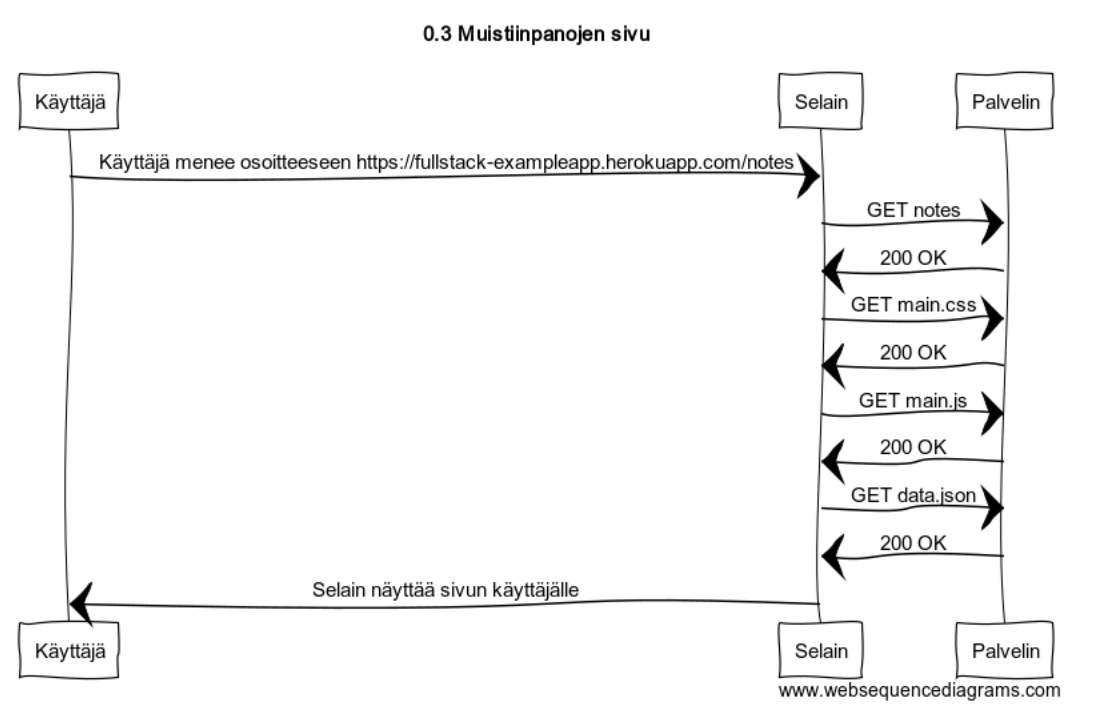 0.3 Muistiinpanojen sivu
Käyttäjä
Selain
Palvelin
Käyttäjä menee osoitteeseen https://fullstack-exampleapp.herokuapp.com/notes
GET notes
200 OK
GET main.css
200 OK
GET main.js
200 OK
GET data.json
200 OK
Selain näyttää sivun käyttäjälle
Käyttäjä
Selain
Palvelin
www.websequencediagrams.com